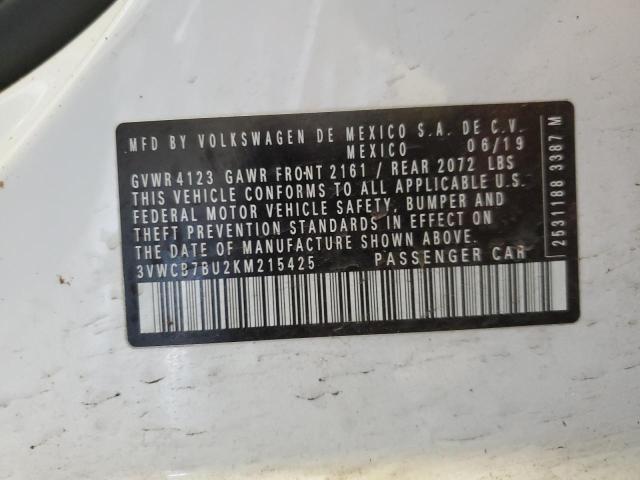 MFD BY VOLKSWAGEN DE MEXICO S.A. DE C.V.
MEXICO 06/19
GVWR 4123 GAWR FRONT 2161 / REAR 2072 LBS
THIS VEHICLE CONFORMS TO ALL APPLICABLE U.S.
FEDERAL MOTOR VEHICLE SAFETY, BUMPER AND
THEFT PREVENTION STANDARDS IN EFFECT ON
THE DATE OF MANUFACTURE SHOWN ABOVE.
3VWCB7BU2KM215425 PASSENGER CAR
2531188 3387 M